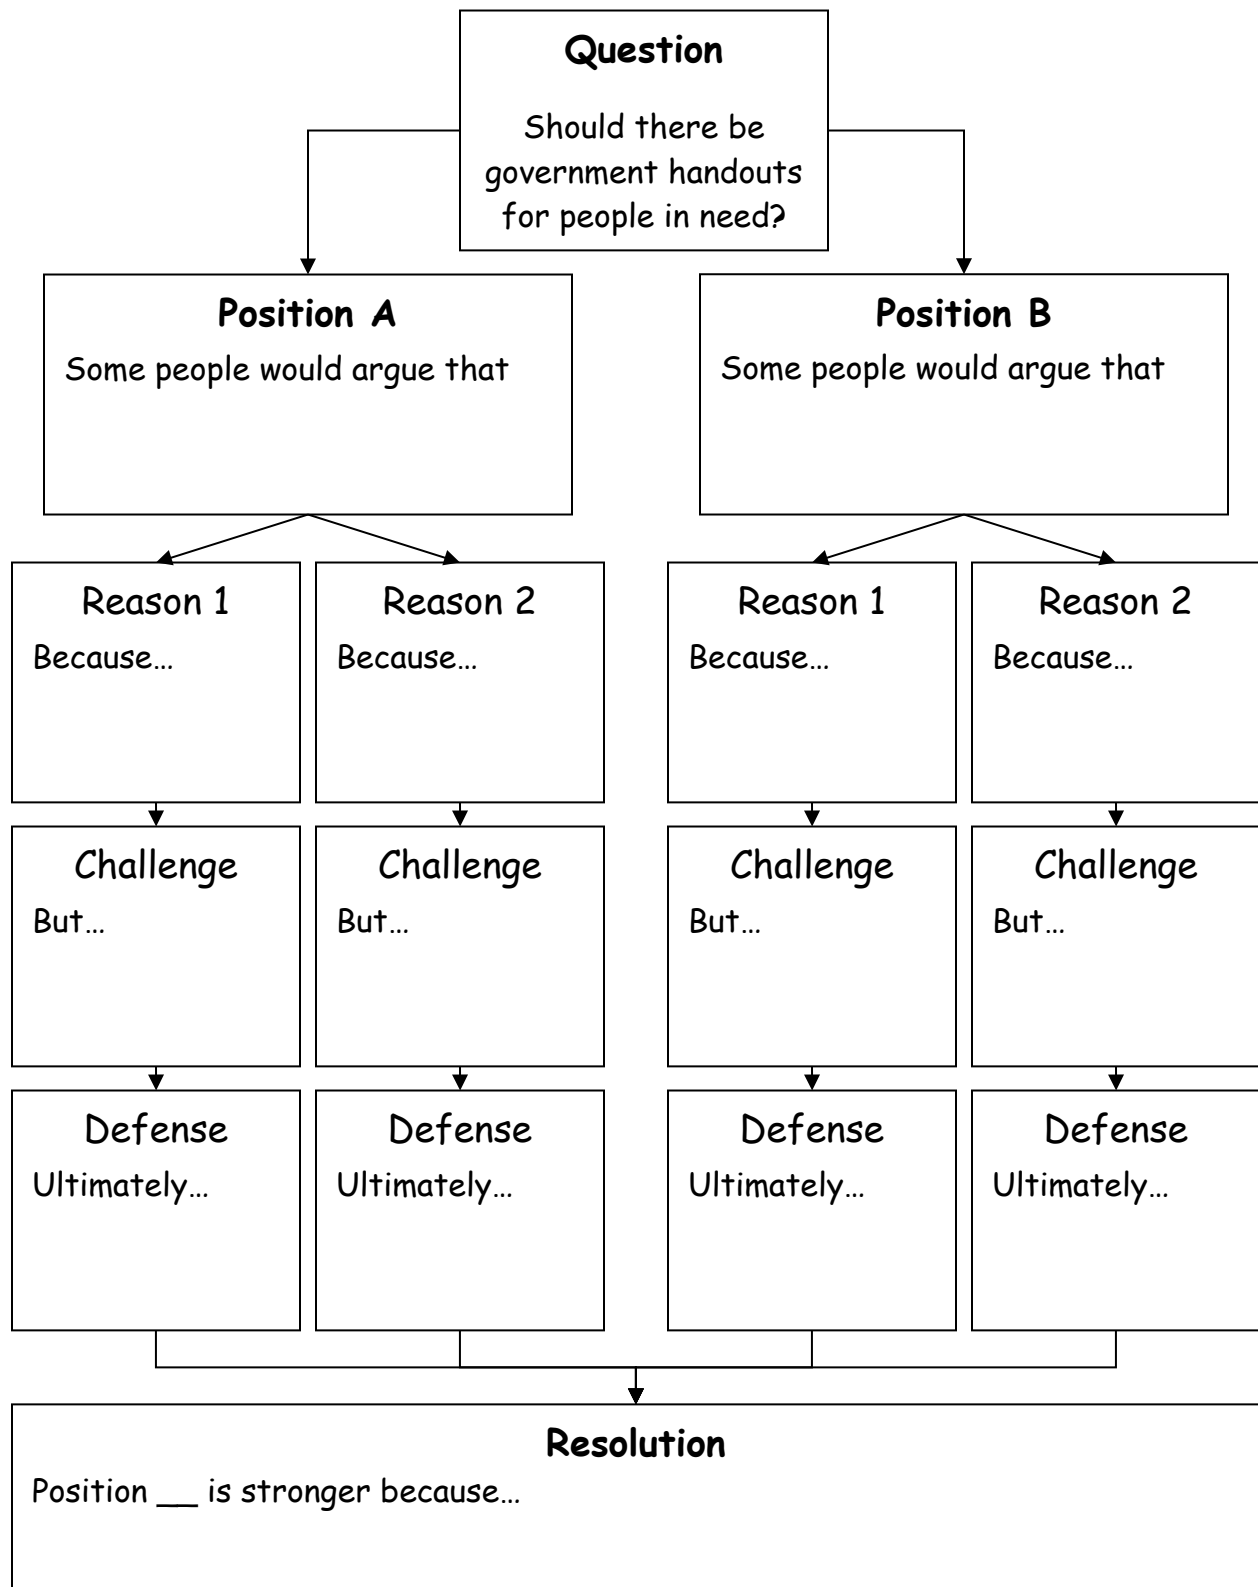 Question
Should there be
government handouts
for people in need?
Position A
Some people would argue that
Position B
Some people would argue that
Reason 1
Because…
Reason 2
Because…
Reason 1
Because…
Reason 2
Because…
Challenge
But…
Challenge
But…
Challenge
But…
Challenge
But…
Defense
Ultimately…
Defense
Ultimately…
Defense
Ultimately…
Defense
Ultimately…
Resolution
Position __ is stronger because…